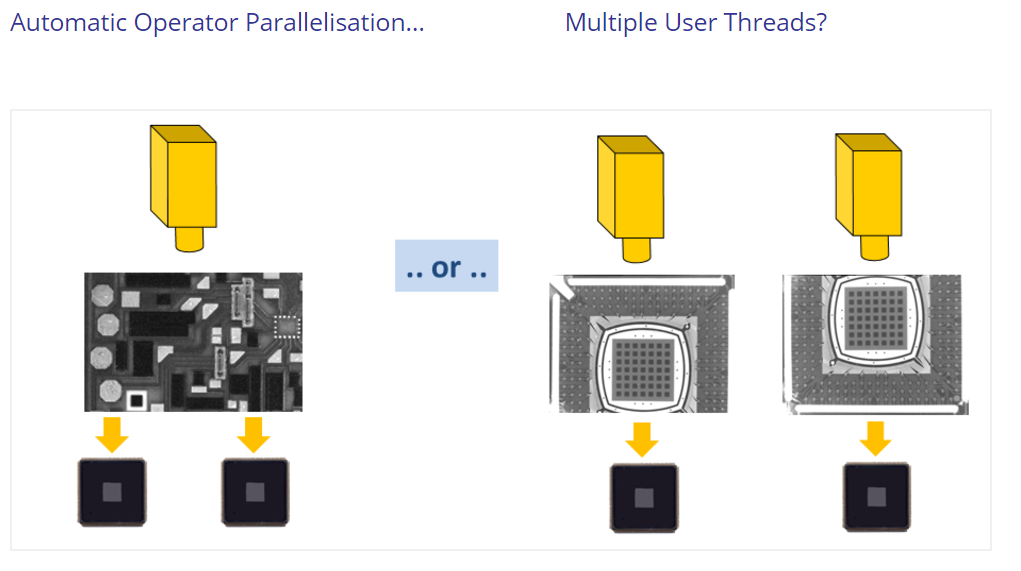 Automatic Operator Parallelisation...
Multiple User Threads?
.. or ..